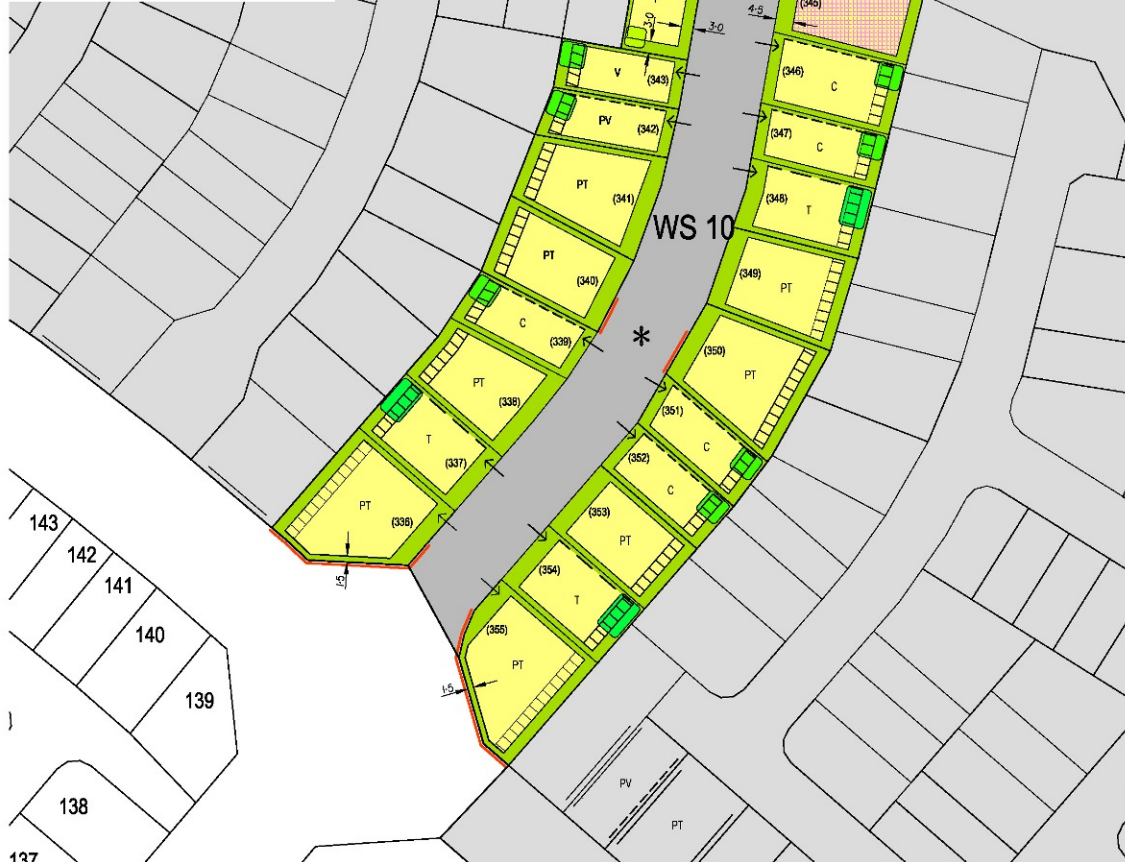 (345)
3·0
3·0
4·5
V
(343)
PV
(342)
PT
(341)
PT
(340)
C
(339)
PT
(338)
T
(337)
PT
(336)
1·5
WS 10
*
(346)
C
(347)
C
(348)
T
(349)
PT
(350)
PT
(351)
C
(352)
C
(353)
PT
(354)
T
(355)
PT
1·5
143
142
141
140
139
138
137
PV
PT